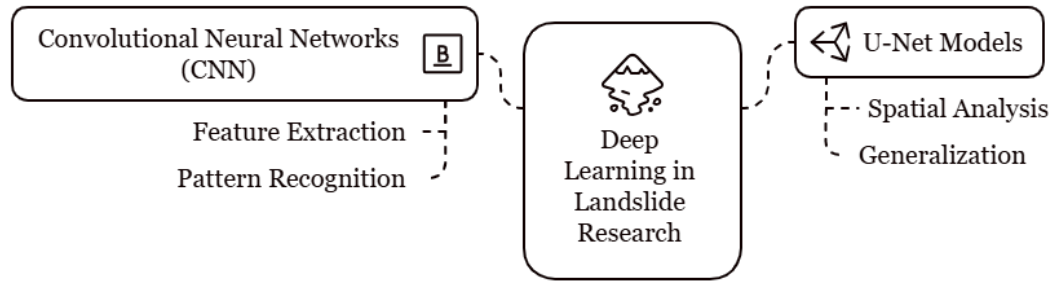 Convolutional Neural Networks
(CNN)
B
Feature Extraction
Pattern Recognition
Deep
Learning in
Landslide
Research
U-Net Models
Spatial Analysis
Generalization